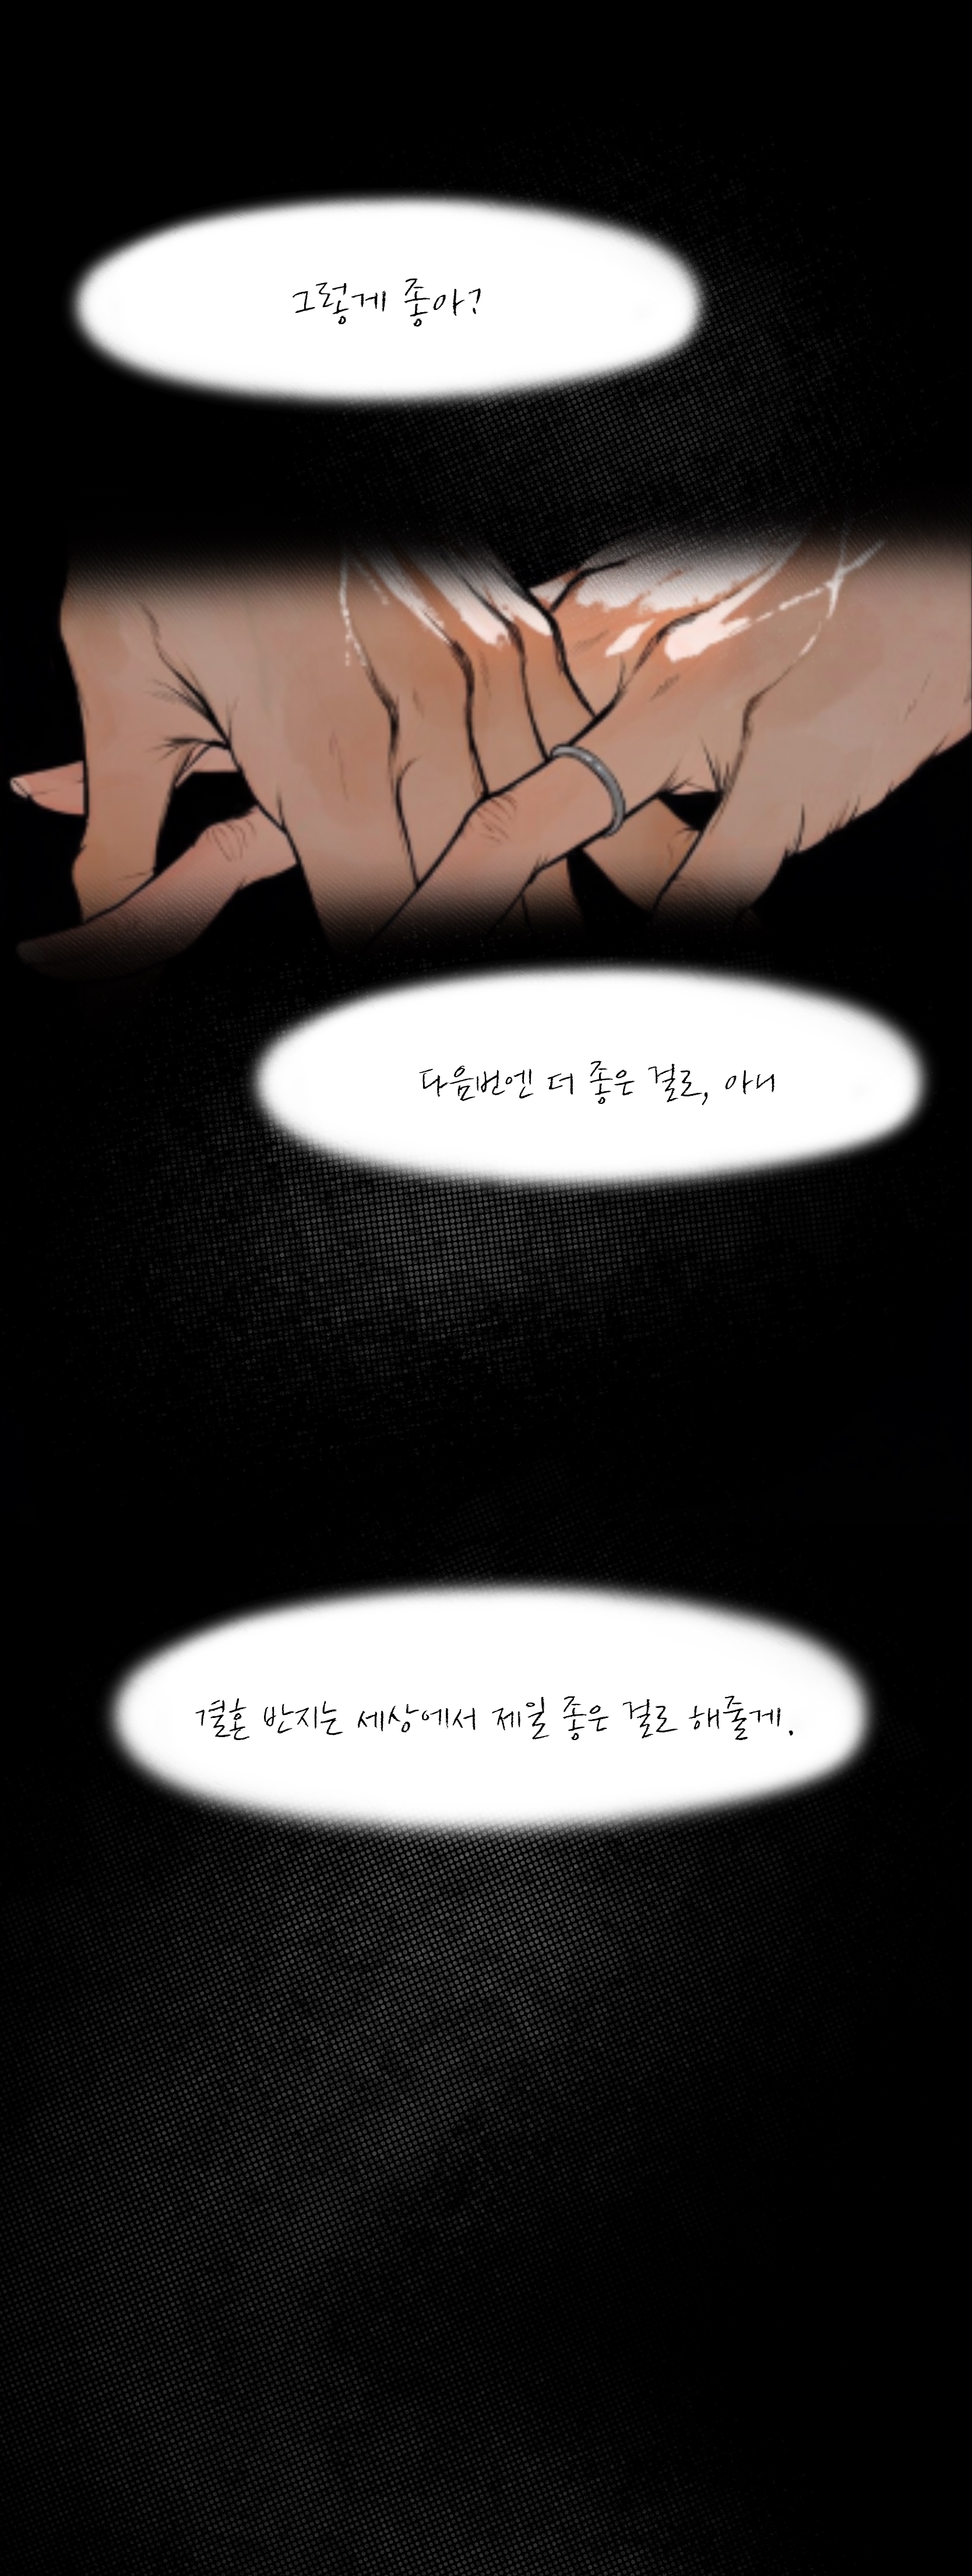 그렇게 좋아?
다음번엔 더 좋은 걸로, 아니
결혼 반지는 세상에서 제일 좋은 걸로 해줄게.